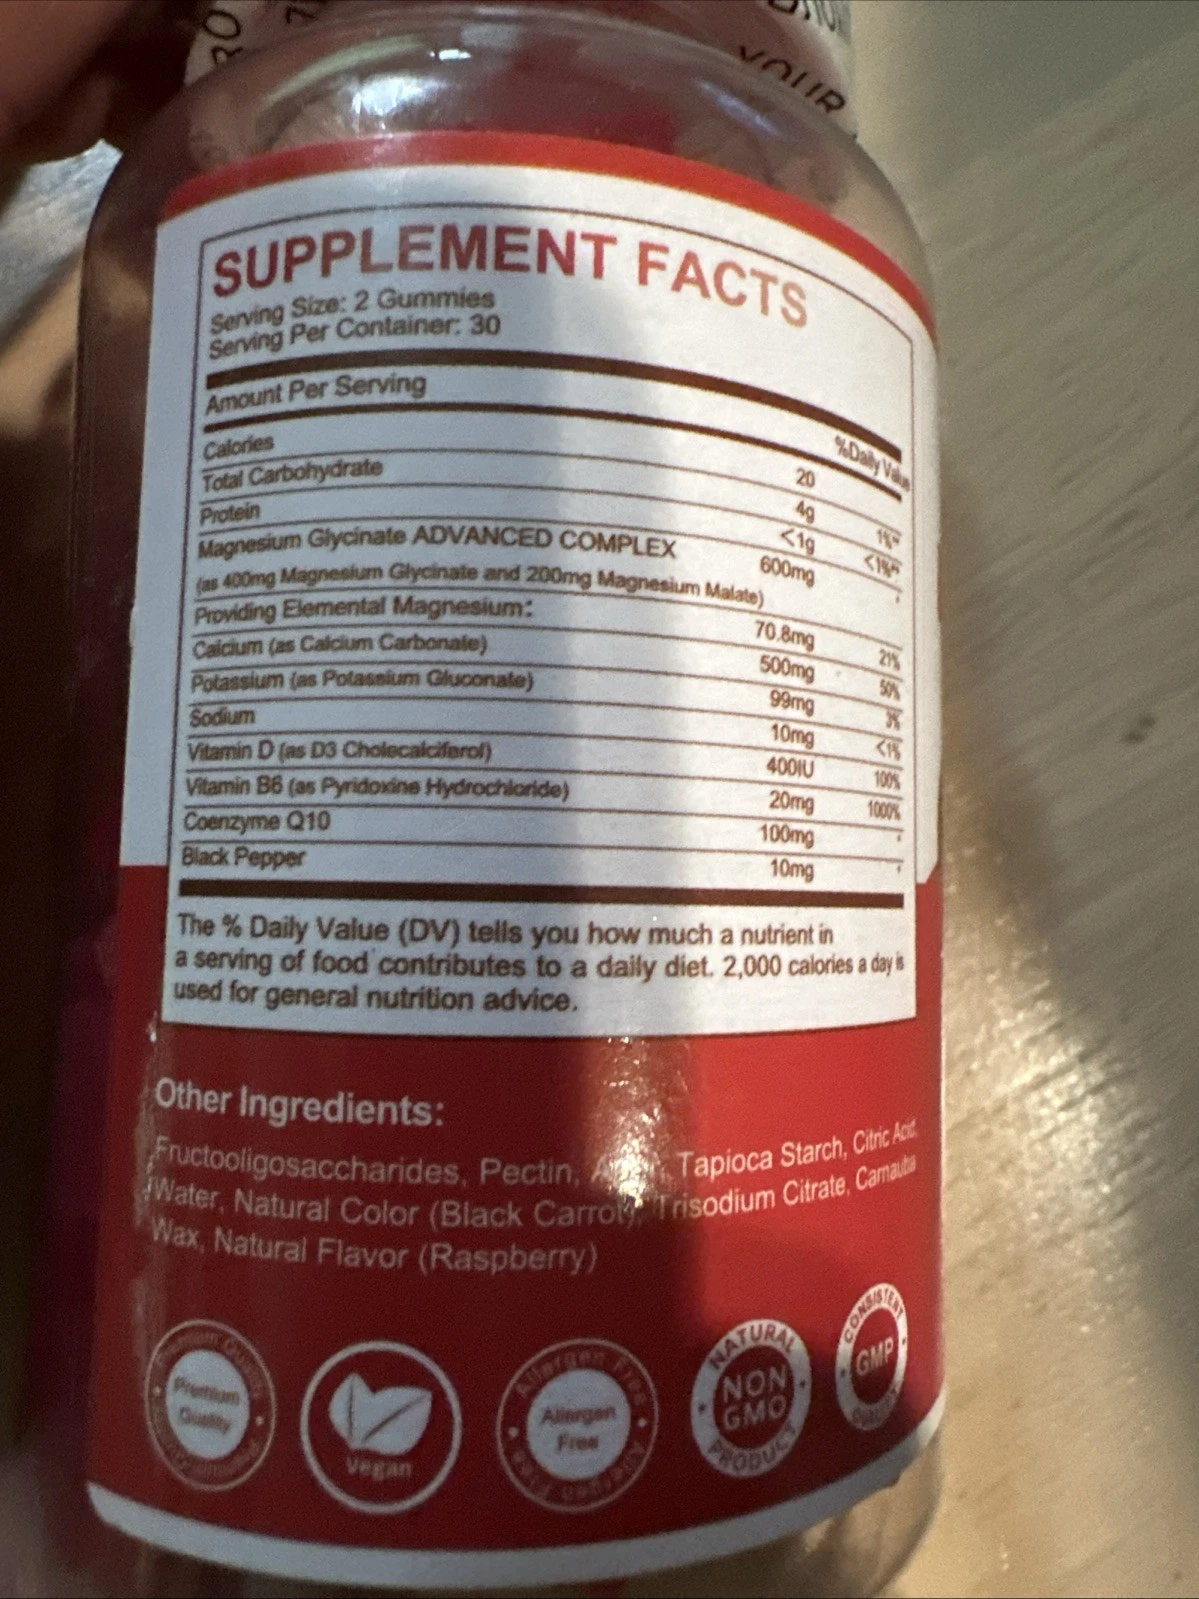 YOUR
SUPPLEMENT FACTS
Serving Size: 2 Gummies
Serving Per Container: 30
Amount Per Serving %Daily Value
Calories 20
Total Carbohydrate 4g 1%**
Protein <1g <1%**
Magnesium Glycinate ADVANCED COMPLEX 600mg *
(as 400mg Magnesium Glycinate and 200mg Magnesium Malate)
Providing Elemental Magnesium: 70.8mg 21%
Calcium (as Calcium Carbonate) 500mg 50%
Potassium (as Potassium Gluconate) 99mg 3%
Sodium 10mg <1%
Vitamin D (as D3 Cholecalciferol) 400IU 100%
Vitamin B6 (as Pyridoxine Hydrochloride) 20mg 1000%
Coenzyme Q10 100mg *
Black Pepper 10mg *
The % Daily Value (DV) tells you how much a nutrient in
a serving of food contributes to a daily diet. 2,000 calories a day is
used for general nutrition advice.
Other Ingredients:
Fructooligosaccharides, Pectin, Tapioca Starch, Citric Acid,
Water, Natural Color (Black Carrot), Trisodium Citrate, Carnauba
Wax, Natural Flavor (Raspberry)
Premium Quality
Premium
Quality
Vegan
Allergen Free
Allergen
Free
Allergen Free
NATURAL
NON
GMO
PRODUCT
CONSISTENT
GMP
QUALITY